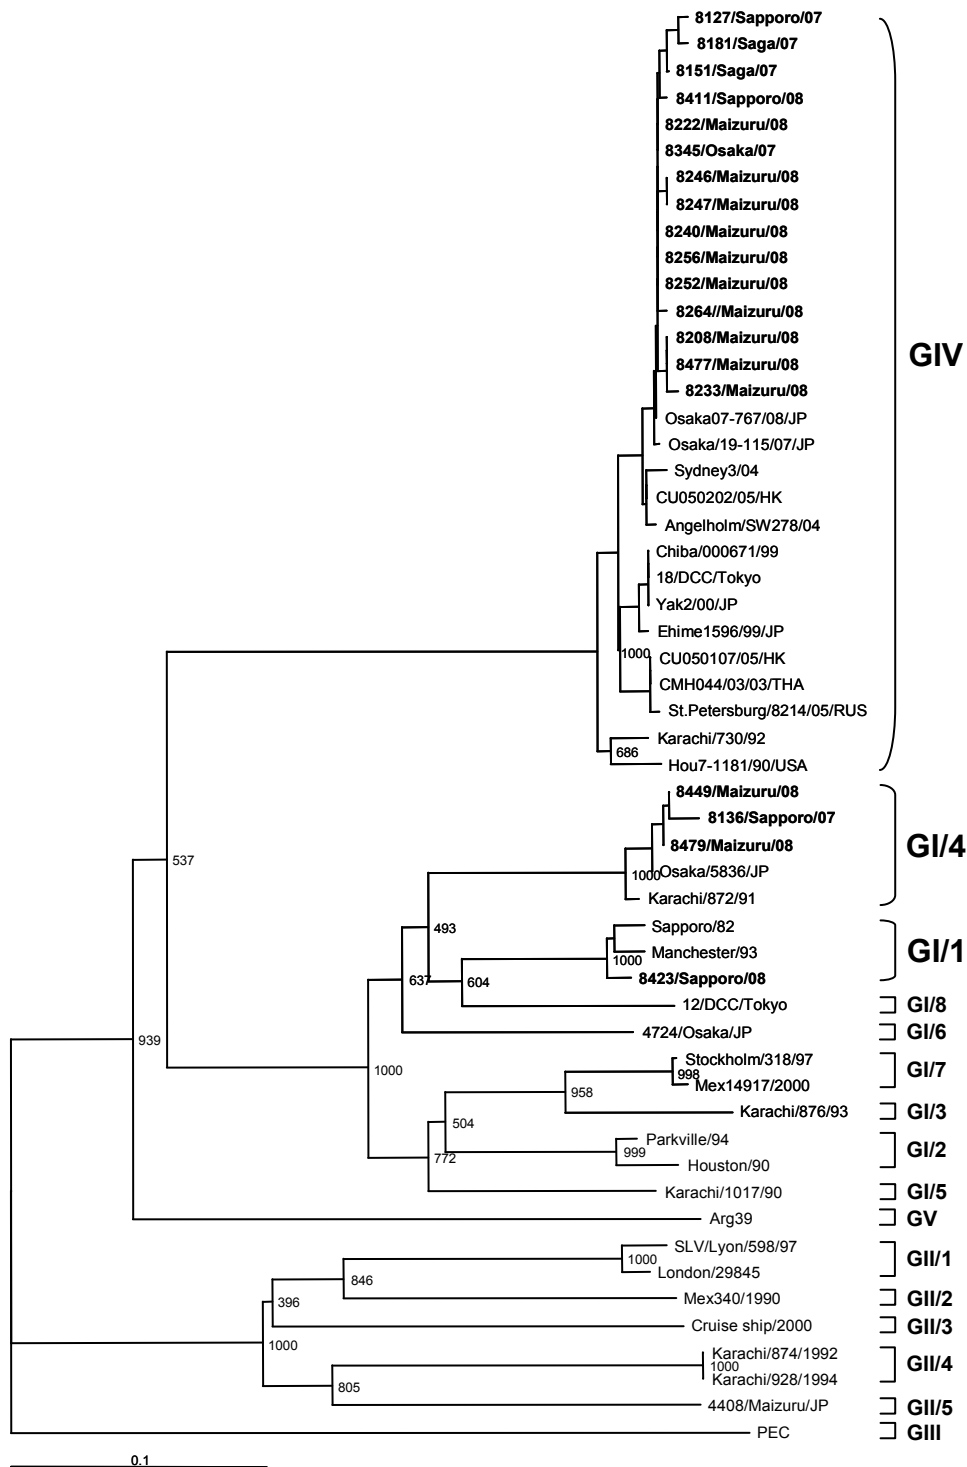 8127/Sapporo/07
8181/Saga/07
8151/Saga/07
8411/Sapporo/08
8222/Maizuru/08
8345/Osaka/07
8246/Maizuru/08
8247/Maizuru/08
8240/Maizuru/08
8256/Maizuru/08
8252/Maizuru/08
8264//Maizuru/08
8208/Maizuru/08
GIV
8477/Maizuru/08
8233/Maizuru/08
Osaka07-767/08/JP
Osaka/19-115/07/JP
Sydney3/04
CU050202/05/HK
Angelholm/SW278/04
Chiba/000671/99
18/DCC/Tokyo
Yak2/00/JP
Ehime1596/99/JP
1000
CU050107/05/HK
CMH044/03/03/THA
St.Petersburg/8214/05/RUS
Karachi/730/92
686
Hou7-1181/90/USA
8449/Maizuru/08
8136/Sapporo/07
8479/Maizuru/08
GI/4
537
1000
Osaka/5836/JP
Karachi/872/91
Sapporo/82
493
Manchester/93
GI/1
1000
8423/Sapporo/08
637
604
12/DCC/Tokyo
GI/8
4724/Osaka/JP
GI/6
939
Stockholm/318/97
1000
998
GI/7
Mex14917/2000
958
Karachi/876/93
GI/3
504
Parkville/94
999
GI/2
772
Houston/90
Karachi/1017/90
GI/5
Arg39
GV
SLV/Lyon/598/97
1000
GII/1
London/29845
846
Mex340/1990
GII/2
396
Cruise ship/2000
GII/3
1000
Karachi/874/1992
1000
GII/4
Karachi/928/1994
805
4408/Maizuru/JP
GII/5
PEC
GIII
0.1